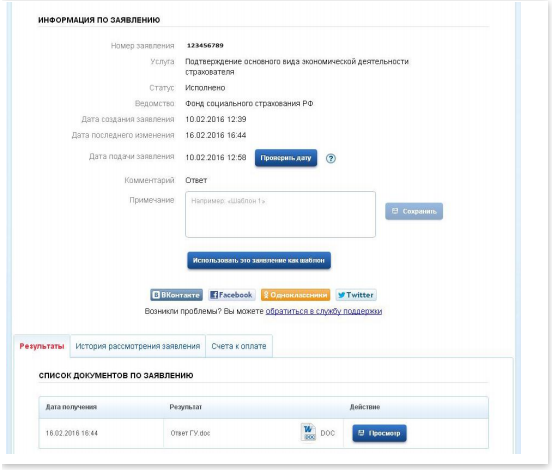 ИНФОРМАЦИЯ ПО ЗАЯВЛЕНИЮ
Номер заявления 123456789
Услуга Подтверждение основного вида экономической деятельности
страхователя
Статус Исполнено
Ведомство Фонд социального страхования РФ
Дата создания заявления 10.02.2016 12:39
Дата последнего изменения 16.02.2016 16:44
Дата подачи заявления 10.02.2016 12:58 Проверить дату ?
Комментарий Ответ
Примечание Например: «Шаблон 1» Сохранить
Использовать это заявление как шаблон
ВКонтакте Facebook Одноклассники Twitter
Возникли проблемы? Вы можете обратиться в службу поддержки
Результаты История рассмотрения заявления Счета к оплате
СПИСОК ДОКУМЕНТОВ ПО ЗАЯВЛЕНИЮ
Дата получения Результат Действие
16.02.2016 16:44 Ответ ГУ.doc DOC DOC Просмотр